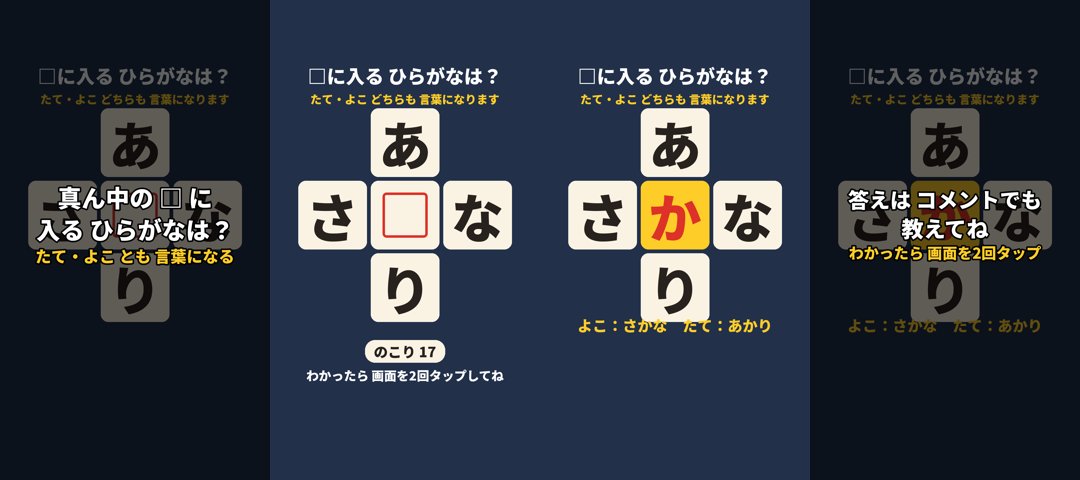 □に入る ひらがなは？
たて・よこ どちらも 言葉になります
あ
さ な
真ん中の □ に
入る ひらがなは？
たて・よこ とも 言葉になる
り
□に入る ひらがなは？
たて・よこ どちらも 言葉になります
あ
さ □ な
り
のこり 17
わかったら 画面を2回タップしてね
□に入る ひらがなは？
たて・よこ どちらも 言葉になります
あ
さ か な
り
よこ：さかな たて：あかり
□に入る ひらがなは？
たて・よこ どちらも 言葉になります
あ
さ か な
答えは コメントでも
教えてね
わかったら 画面を2回タップ
り
よこ：さかな たて：あかり